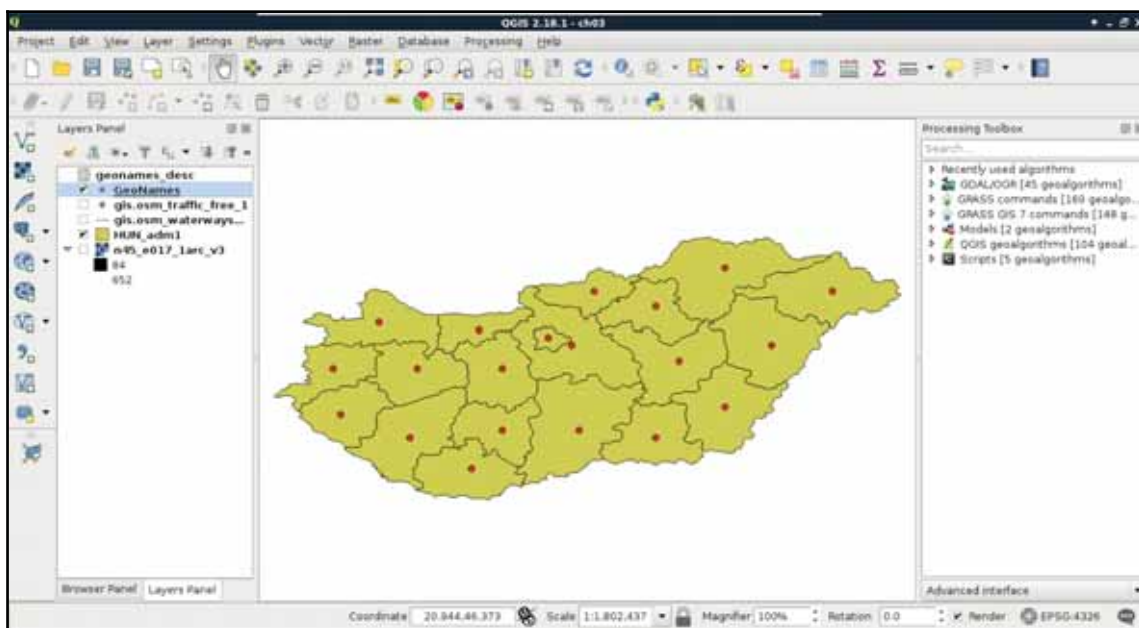 QGIS 2.18.1 - ch03
Project Edit View Layer Settings Plugins Vector Raster Database Processing Help
Layers Panel
geonames_desc
GeoNames
gis.osm_traffic_free_1
gis.osm_waterways...
HUN_adm1
n45_e017_1arc_v3
84
652
Browser Panel Layers Panel
Processing Toolbox
Search...
Recently used algorithms
GDAL/OGR [45 geoalgorithms]
GRASS commands [160 geoalgo...
GRASS GIS 7 commands [148 g...
Models [2 geoalgorithms]
QGIS geoalgorithms [104 geoal...
Scripts [5 geoalgorithms]
Advanced interface
Coordinate 20.944,46.373 Scale 1:1.802.437 Magnifier 100% Rotation 0.0 Render EPSG:4326